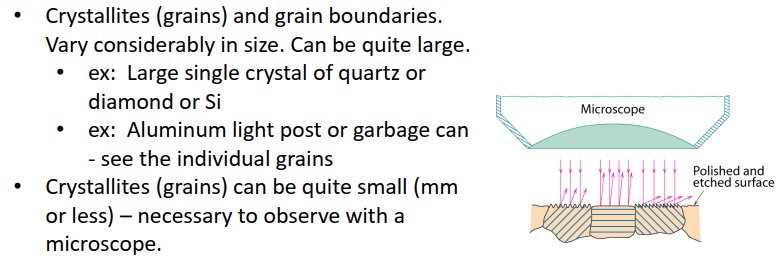 • Crystallites (grains) and grain boundaries.
Vary considerably in size. Can be quite large.
• ex: Large single crystal of quartz or
diamond or Si
• ex: Aluminum light post or garbage can
- see the individual grains
• Crystallites (grains) can be quite small (mm
or less) – necessary to observe with a
microscope.
Microscope
Polished and
etched surface